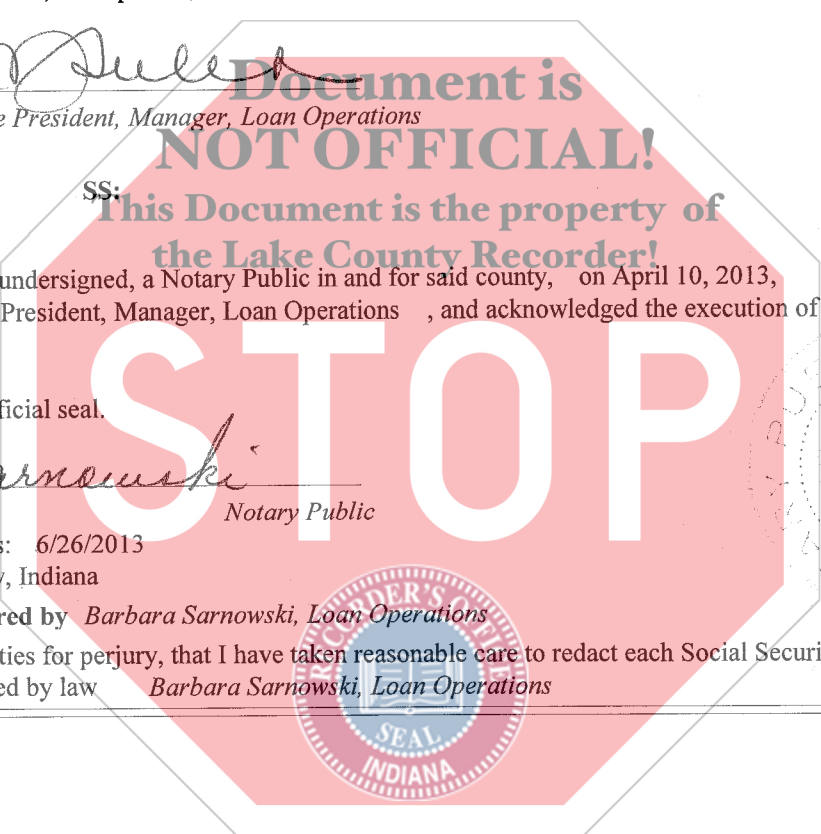 Document is
e President, Manager, Loan Operations
NOT OFFICIAL!
SS:
This Document is the property of
the Lake County Recorder!
undersigned, a Notary Public in and for said county, on April 10, 2013,
President, Manager, Loan Operations , and acknowledged the execution of
STOP
ficial seal.
arnowski
Notary Public
s: 6/26/2013
y, Indiana
red by Barbara Sarnowski, Loan Operations
ties for perjury, that I have taken reasonable care to redact each Social Securi
ed by law Barbara Sarnowski, Loan Operations
RECORDER'S OFFICE
SEAL
INDIANA